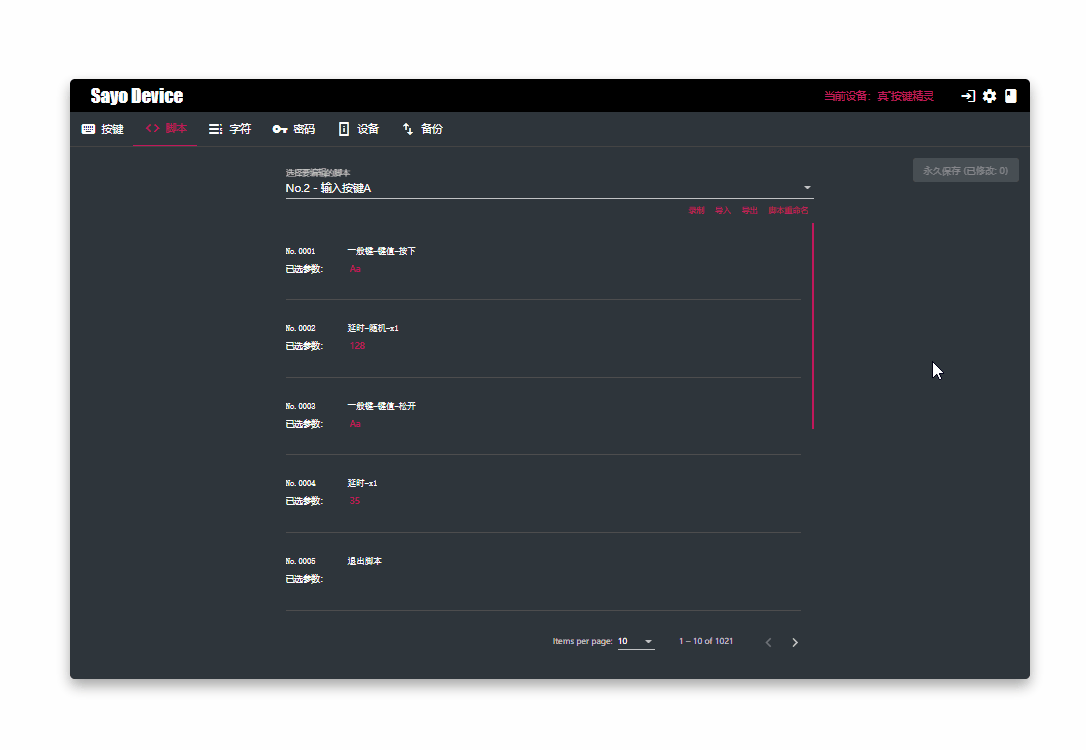 Sayo Device
当前设备: 真"按键精灵
按键 脚本 字符 密码 设备 备份
永久保存 (已修改: 0)
选择要编辑的脚本
No.2 - 输入按键A
录制 导入 导出 脚本重命名
No. 0001 一般键-键值-按下
已选参数: Aa
No. 0002 延时-随机-x1
已选参数: 128
No. 0003 一般键-键值-松开
已选参数: Aa
No. 0004 延时-x1
已选参数: 35
No. 0005 退出脚本
已选参数:
Items per page: 10 1 – 10 of 1021